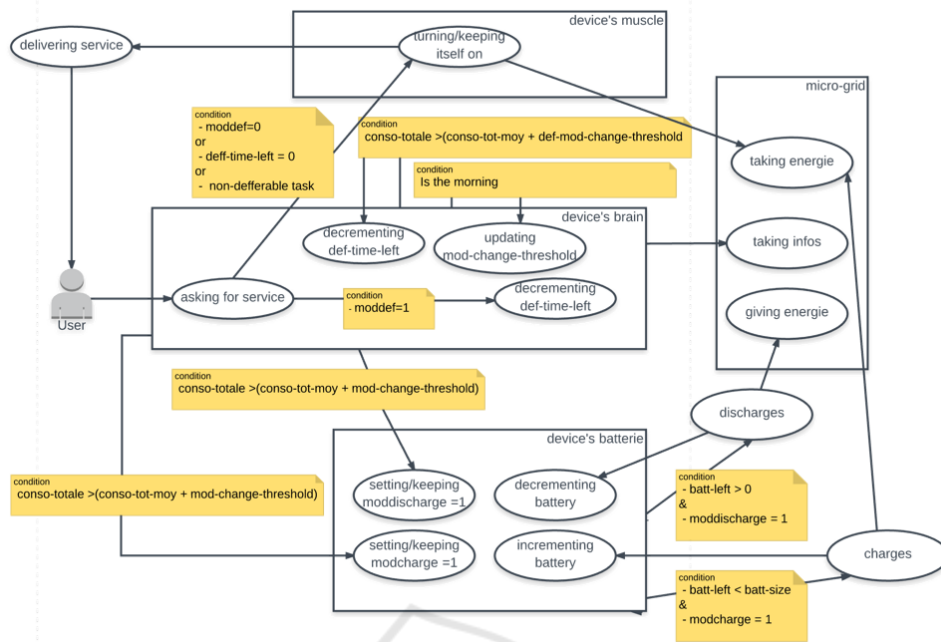 device's muscle
delivering service
turning/keeping
itself on
micro-grid
condition
- moddef=0
or
- deff-time-left = 0
or
- non-defferable task
condition
conso-totale >(conso-tot-moy + def-mod-change-threshold
taking energie
condition
Is the morning
device's brain
decrementing
def-time-left
updating
mod-change-threshold
taking infos
asking for service
condition
- moddef=1
decrementing
def-time-left
giving energie
User
condition
conso-totale >(conso-tot-moy + mod-change-threshold)
discharges
device's batterie
condition
conso-totale >(conso-tot-moy + mod-change-threshold)
setting/keeping
moddischarge =1
decrementing
battery
condition
- batt-left > 0
&
- moddischarge = 1
setting/keeping
modcharge =1
incrementing
battery
charges
condition
- batt-left < batt-size
&
- modcharge = 1